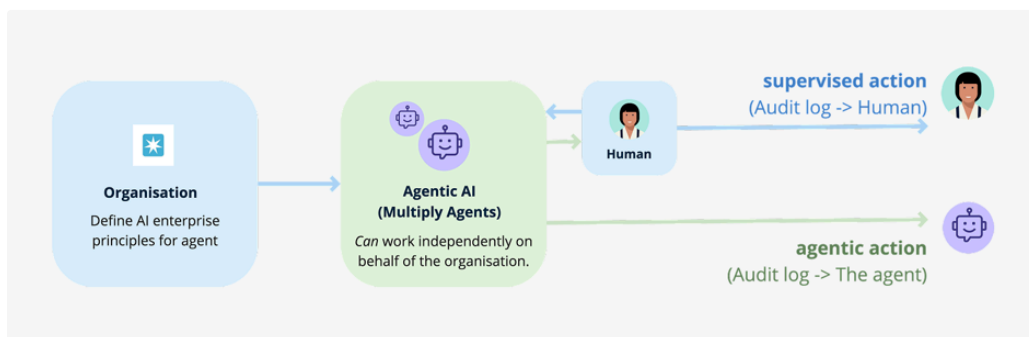 Organisation
Define AI enterprise
principles for agent
Agentic AI
(Multiply Agents)
Can work independently on
behalf of the organisation.
Human
supervised action
(Audit log -> Human)
agentic action
(Audit log -> The agent)